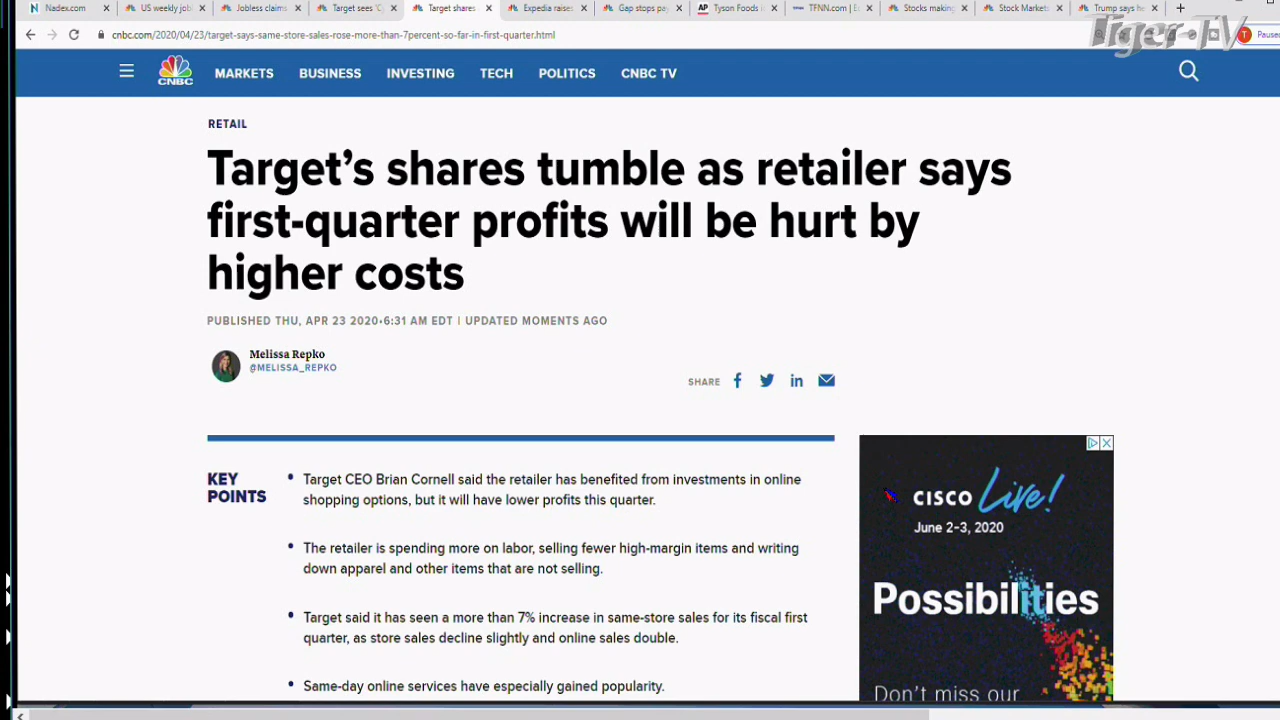 Nadex.com
US weekly job
Jobless claims
Target sees 'C
Target shares
Expedia raises
Gap stops pay
Tyson Foods i
TFNN.com | E
Stocks making
Stock Market
Trump says he
Tiger-TV
cnbc.com/2020/04/23/target-says-same-store-sales-rose-more-than-7percent-so-far-in-first-quarter.html
T Pause
CNBC
MARKETS BUSINESS INVESTING TECH POLITICS CNBC TV
RETAIL
Target’s shares tumble as retailer says
first-quarter profits will be hurt by
higher costs
PUBLISHED THU, APR 23 2020•6:31 AM EDT | UPDATED MOMENTS AGO
Melissa Repko
@MELISSA_REPKO
SHARE
KEY
POINTS
• Target CEO Brian Cornell said the retailer has benefited from investments in online
shopping options, but it will have lower profits this quarter.
• The retailer is spending more on labor, selling fewer high-margin items and writing
down apparel and other items that are not selling.
• Target said it has seen a more than 7% increase in same-store sales for its fiscal first
quarter, as store sales decline slightly and online sales double.
• Same-day online services have especially gained popularity.
CISCO Live!
June 2-3, 2020
Possibilities
Don’t miss our